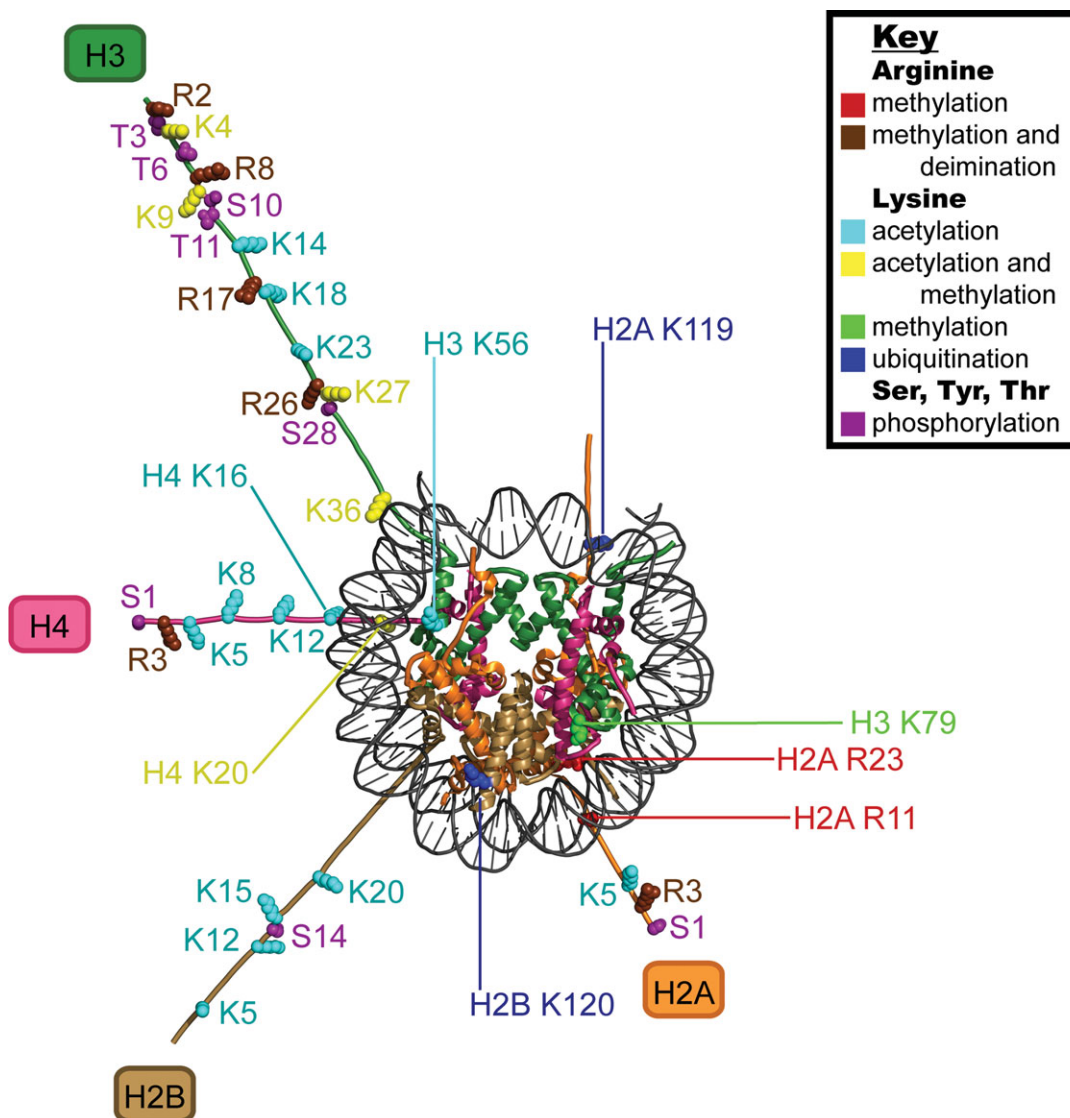 H3
R2
K4
T3
T6
R8
K9
S10
T11
K14
R17
K18
K23
R26
K27
S28
K36
H3 K56
H2A K119
H4 K16
H4
S1
R3
K5
K8
K12
H4 K20
H3 K79
H2A R23
H2A R11
K5
R3
S1
H2A
K20
K15
S14
K12
K5
H2B
H2B K120
Key
Arginine
methylation
methylation and
deimination
Lysine
acetylation
acetylation and
methylation
methylation
ubiquitination
Ser, Tyr, Thr
phosphorylation